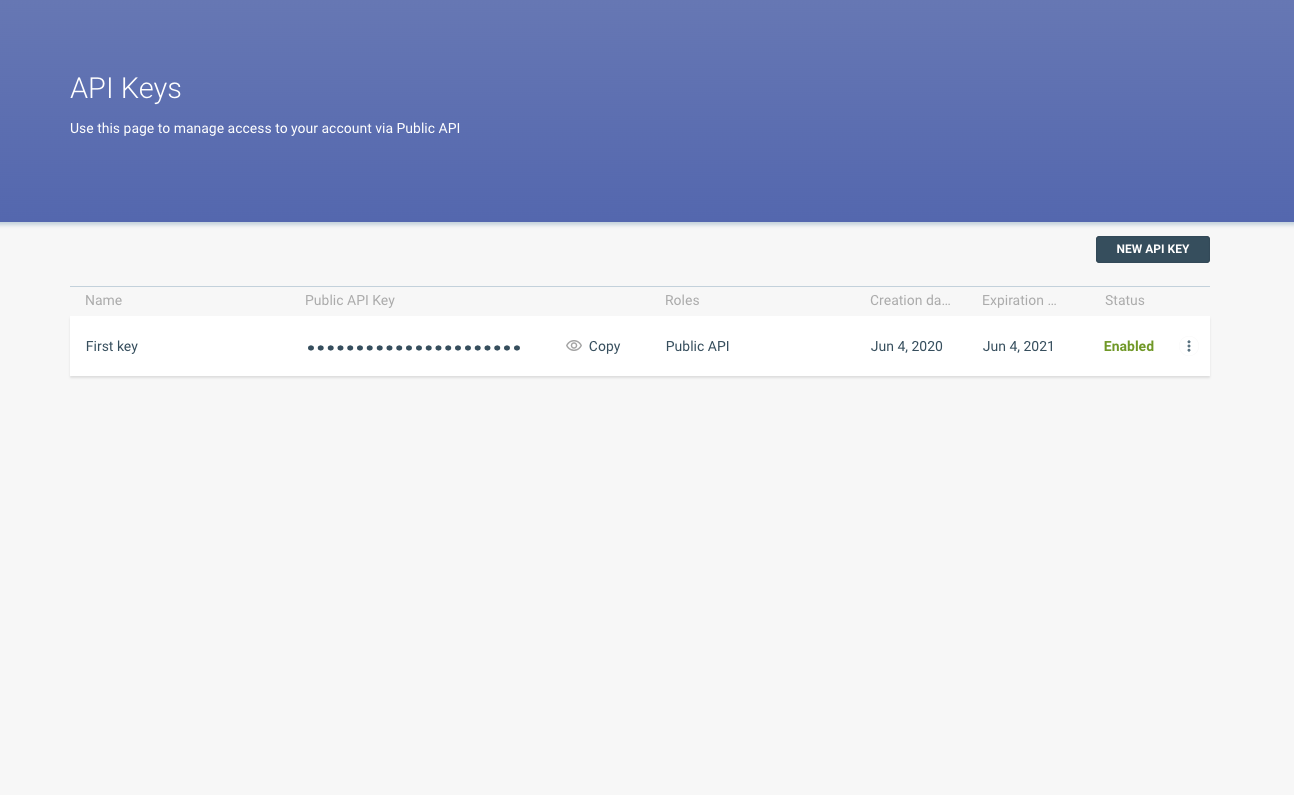 API Keys
Use this page to manage access to your account via Public API
NEW API KEY
Name Public API Key Roles Creation da... Expiration ... Status
First key •••••••••••••••••••••• Copy Public API Jun 4, 2020 Jun 4, 2021 Enabled